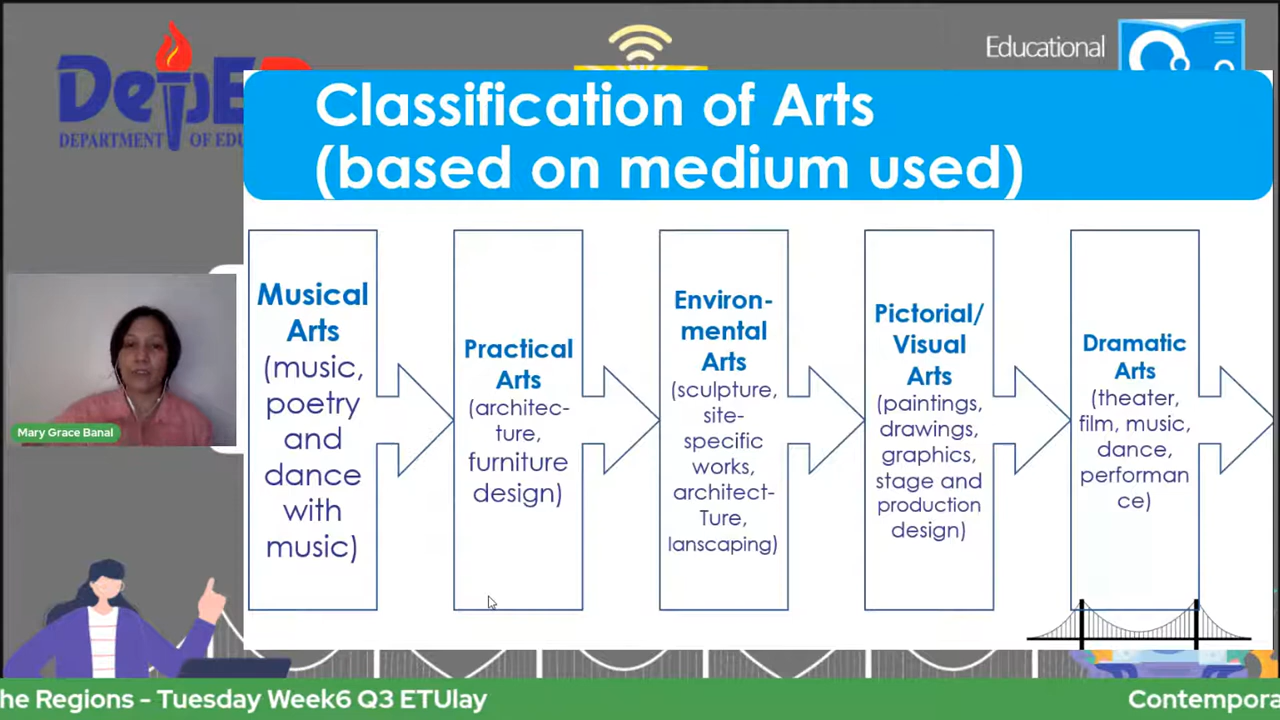 Educational
DepED
DEPARTMENT OF EDU
Classification of Arts
(based on medium used)
Musical
Arts
(music,
poetry
and
dance
with
music)
Practical
Arts
(architec-
ture,
furniture
design)
Environ-
mental
Arts
(sculpture,
site-
specific
works,
architect-
Ture,
lanscaping)
Pictorial/
Visual
Arts
(paintings,
drawings,
graphics,
stage and
production
design)
Dramatic
Arts
(theater,
film, music,
dance,
performan
ce)
Mary Grace Banal
he Regions - Tuesday Week6 Q3 ETUlay
Contempora